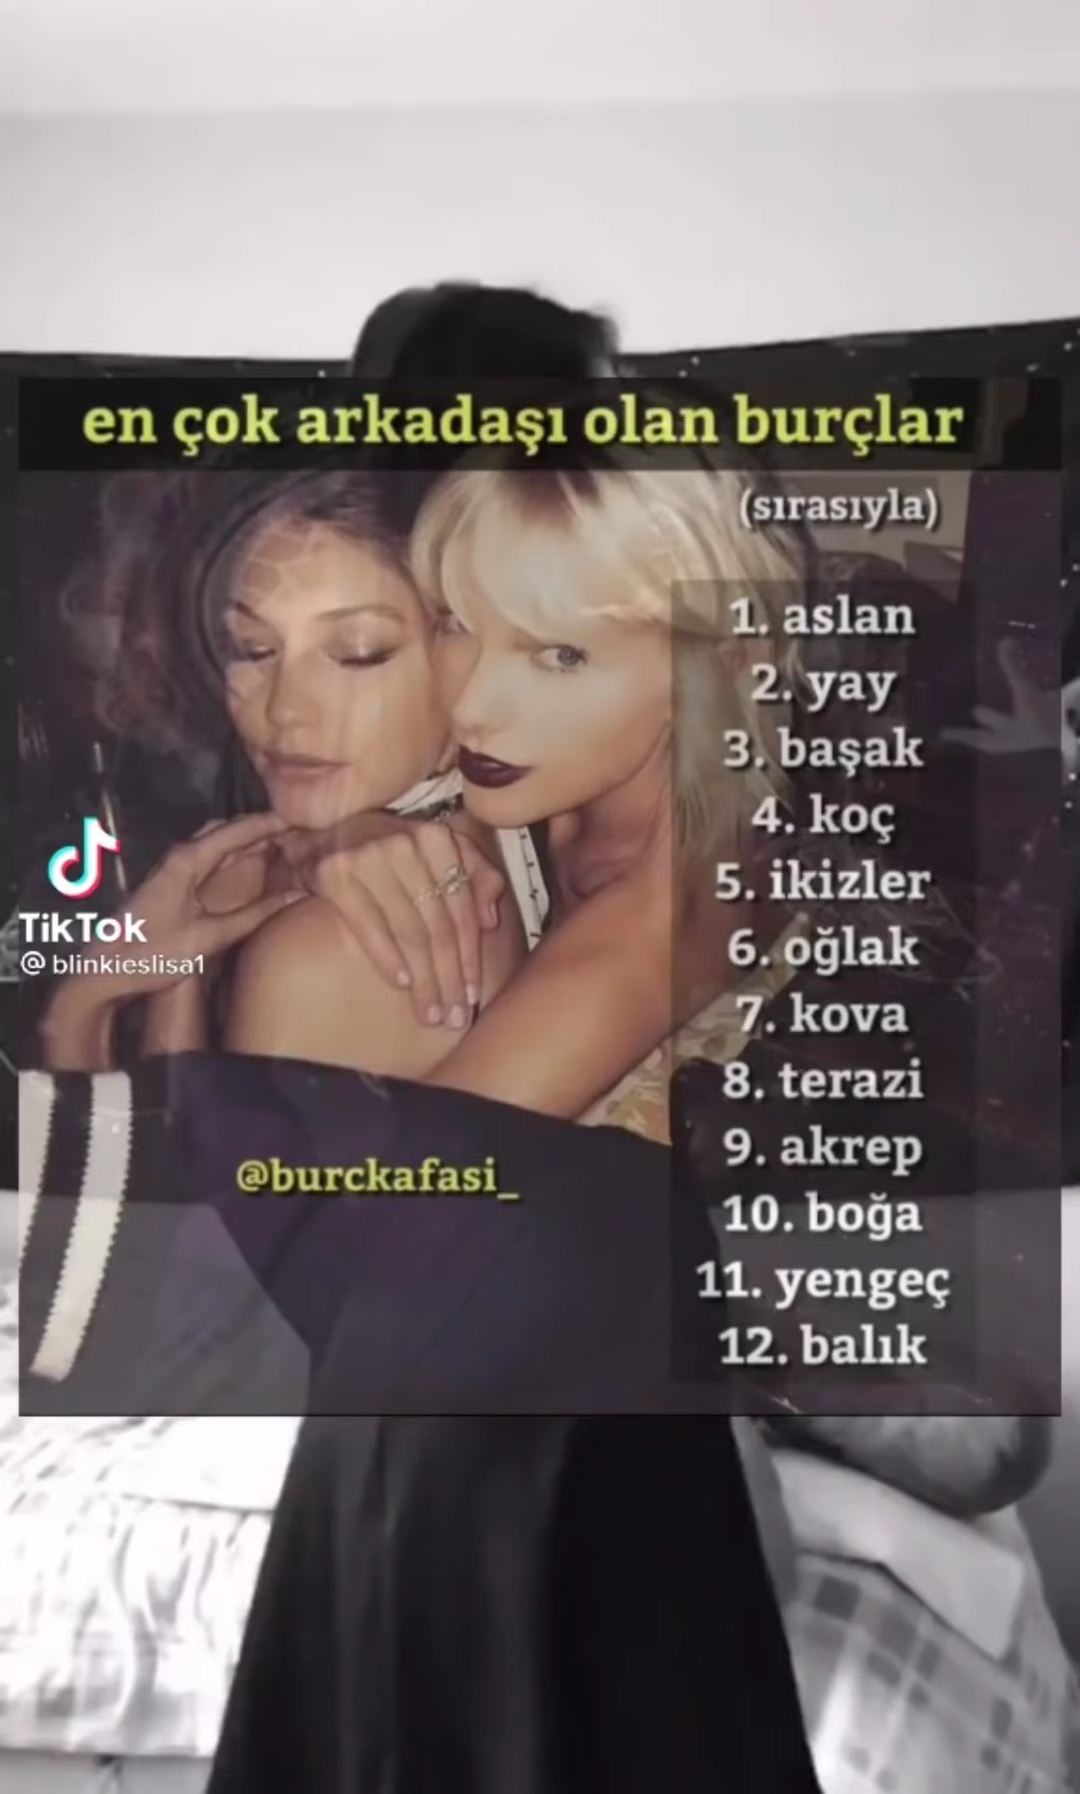 en çok arkadaşı olan burçlar
(sırasıyla)
1. aslan
2. yay
3. başak
4. koç
5. ikizler
6. oğlak
7. kova
8. terazi
9. akrep
10. boğa
11. yengeç
12. balık
TikTok
@ blinkieslisa1
@burckafasi_